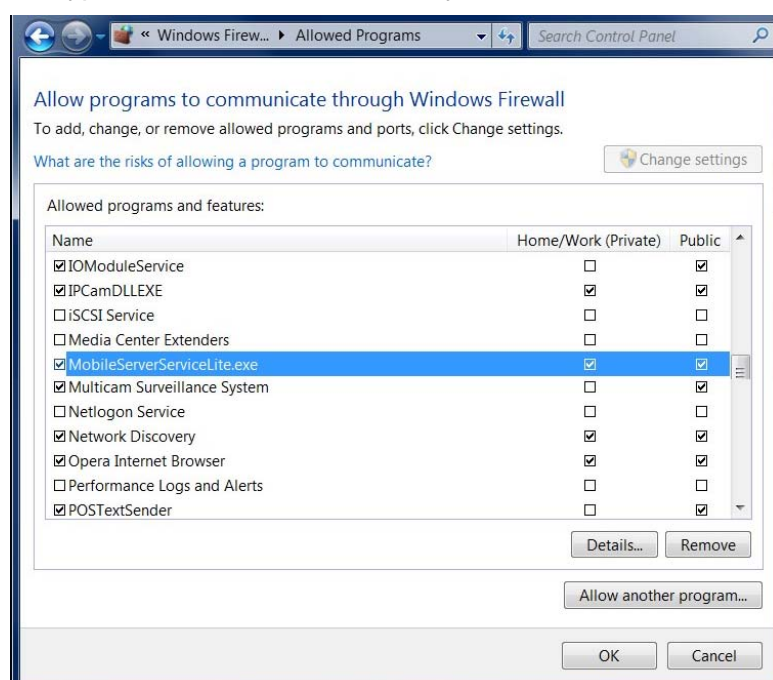 « Windows Firew... ▸ Allowed Programs Search Control Panel
Allow programs to communicate through Windows Firewall
To add, change, or remove allowed programs and ports, click Change settings.
What are the risks of allowing a program to communicate? Change settings
Allowed programs and features:
Name Home/Work (Private) Public
IOModuleService
IPCamDLLEXE
iSCSI Service
Media Center Extenders
MobileServerServiceLite.exe
Multicam Surveillance System
Netlogon Service
Network Discovery
Opera Internet Browser
Performance Logs and Alerts
POSTextSender
Details... Remove
Allow another program...
OK Cancel